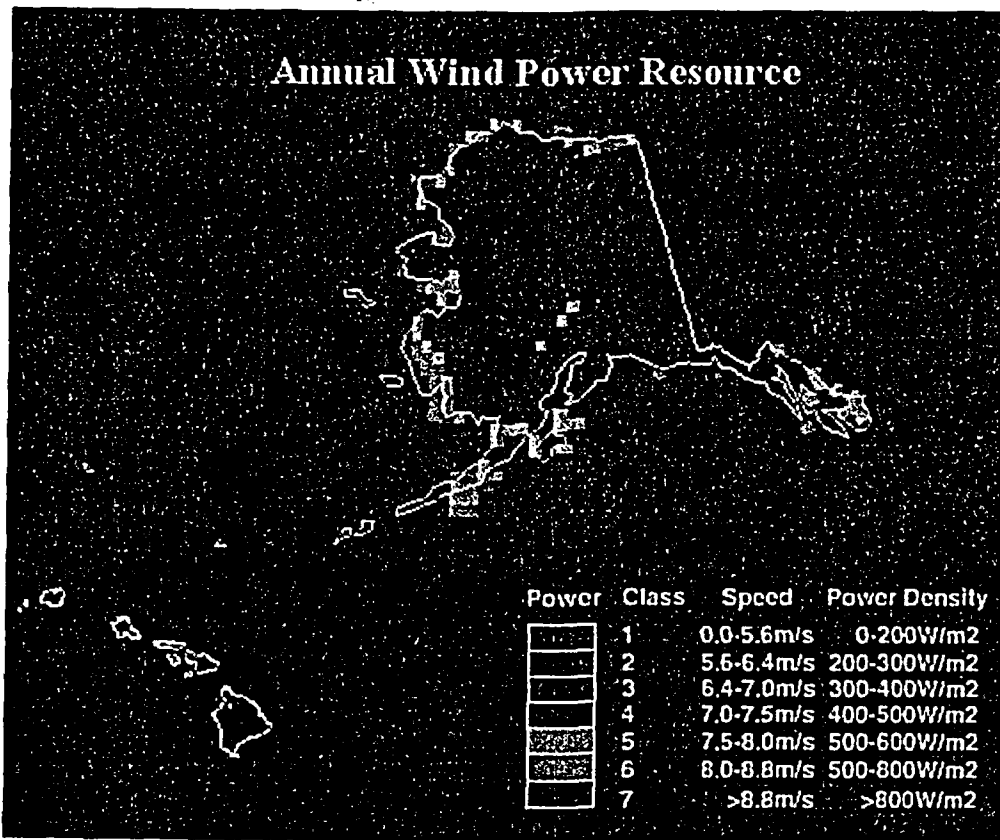 Annual Wind Power Resource
Power Class Speed Power Density
1 0.0-5.6m/s 0-200W/m2
2 5.6-6.4m/s 200-300W/m2
3 6.4-7.0m/s 300-400W/m2
4 7.0-7.5m/s 400-500W/m2
5 7.5-8.0m/s 500-600W/m2
6 8.0-8.8m/s 500-800W/m2
7 >8.8m/s >800W/m2